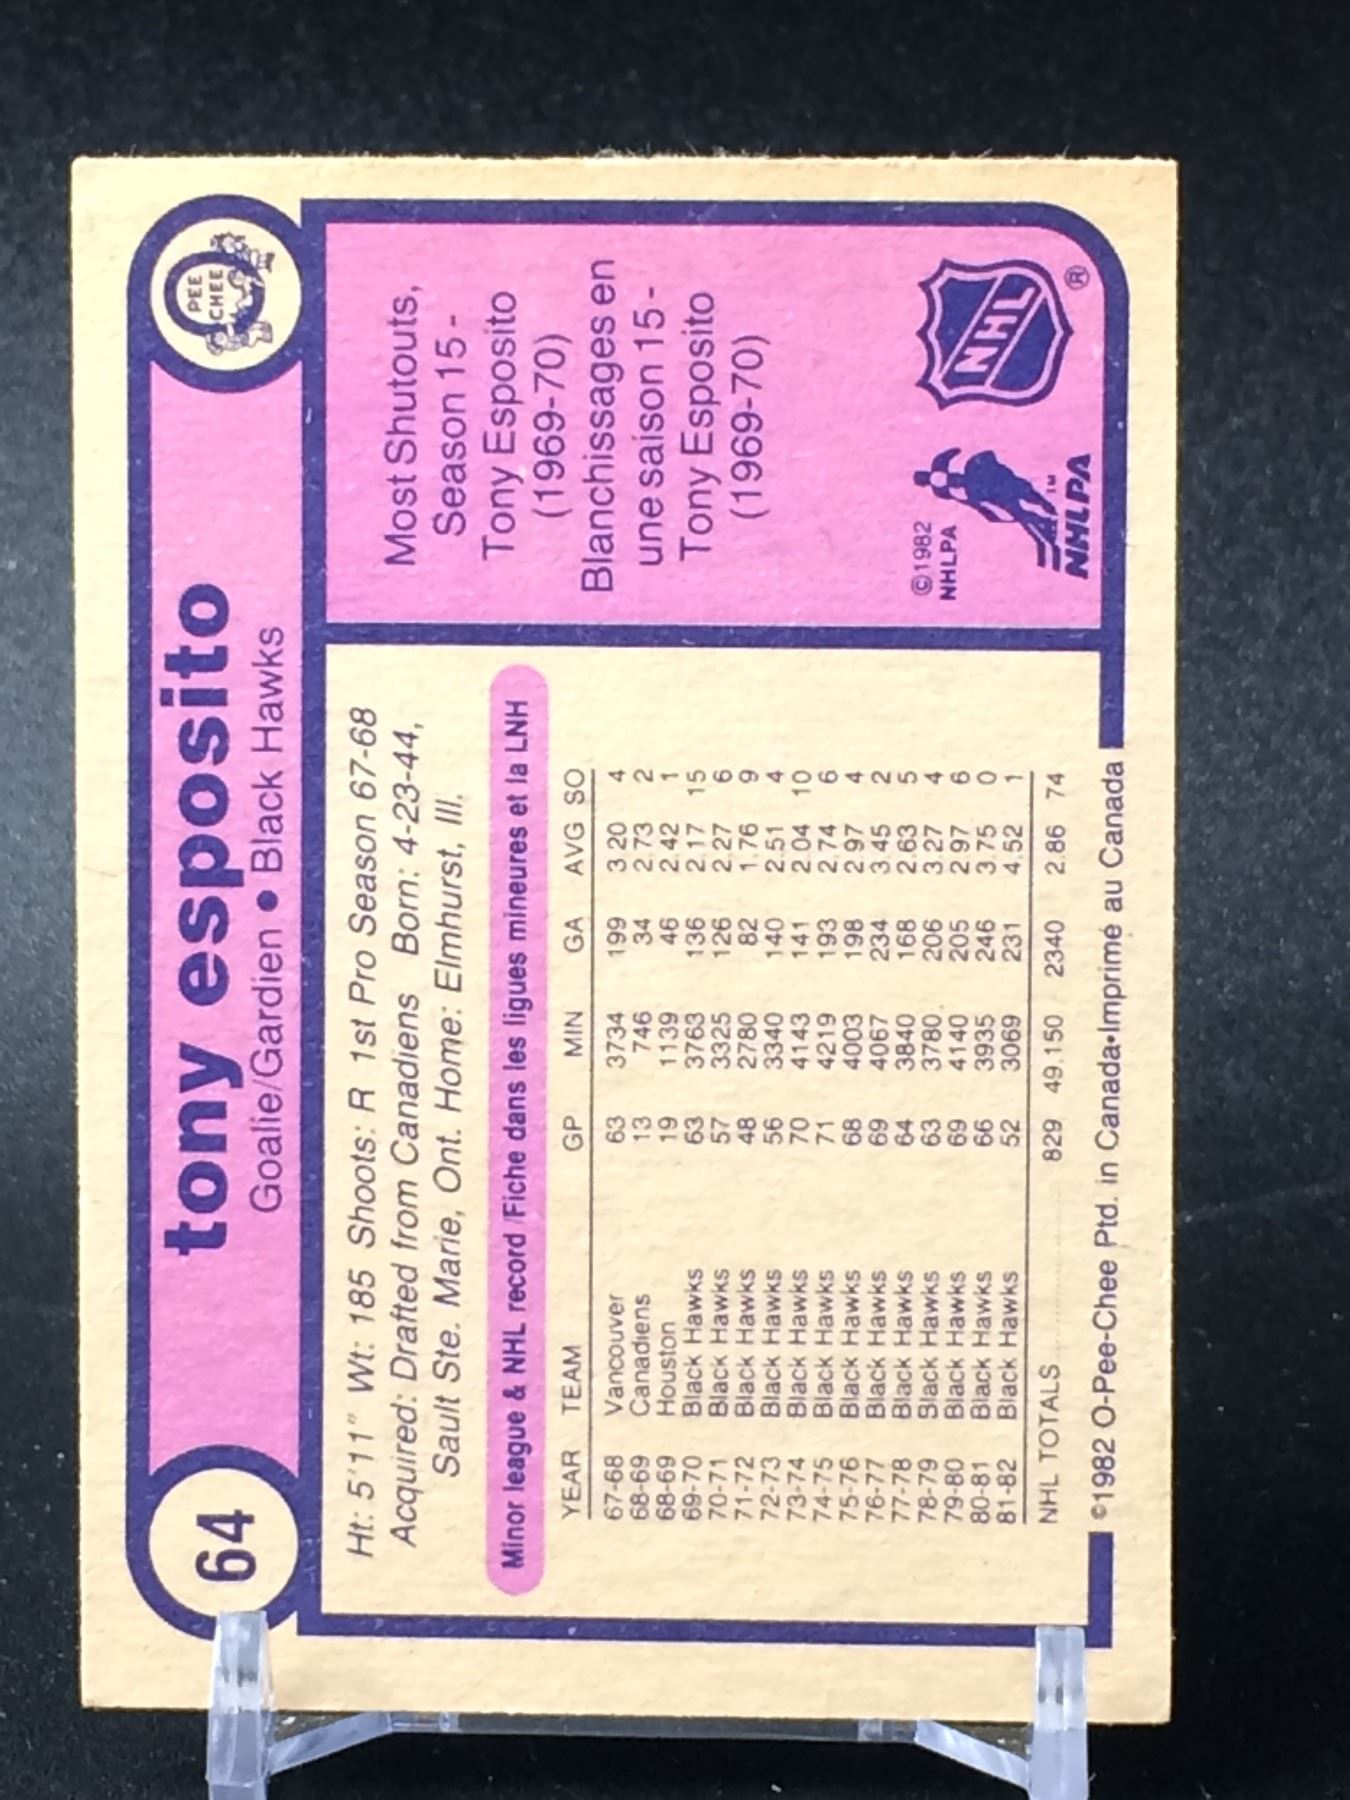 64
tony esposito
Goalie/Gardien • Black Hawks
PEE
CHEE
Ht: 5'11" Wt: 185 Shoots: R 1st Pro Season 67-68
Acquired: Drafted from Canadiens Born: 4-23-44,
Sault Ste. Marie, Ont. Home: Elmhurst, Ill.
Minor league & NHL record/Fiche dans les ligues mineures et la LNH
YEAR TEAM GP MIN GA AVG SO
67-68 Vancouver 63 3734 199 3 20 4
68-69 Canadiens 13 746 34 2.73 2
68-69 Houston 19 1139 46 2.42 1
69-70 Black Hawks 63 3763 136 2.17 15
70-71 Black Hawks 57 3325 126 2.27 6
71-72 Black Hawks 48 2780 82 1.76 9
72-73 Black Hawks 56 3340 140 2.51 4
73-74 Black Hawks 70 4143 141 2.04 10
74-75 Black Hawks 71 4219 193 2.74 6
75-76 Black Hawks 68 4003 198 2.97 4
76-77 Black Hawks 69 4067 234 3.45 2
77-78 Black Hawks 64 3840 168 2.63 5
78-79 Black Hawks 63 3780 206 3.27 4
79-80 Black Hawks 69 4140 205 2.97 6
80-81 Black Hawks 66 3935 246 3.75 0
81-82 Black Hawks 52 3069 231 4.52 1
NHL TOTALS 829 49,150 2340 2.86 74
©1982 O-Pee-Chee Ptd. in Canada•Imprimé au Canada
Most Shutouts,
Season 15 -
Tony Esposito
(1969-70)
Blanchissages en
une saison 15 -
Tony Esposito
(1969-70)
©1982
NHLPA
TM
NHLPA
NHL
®